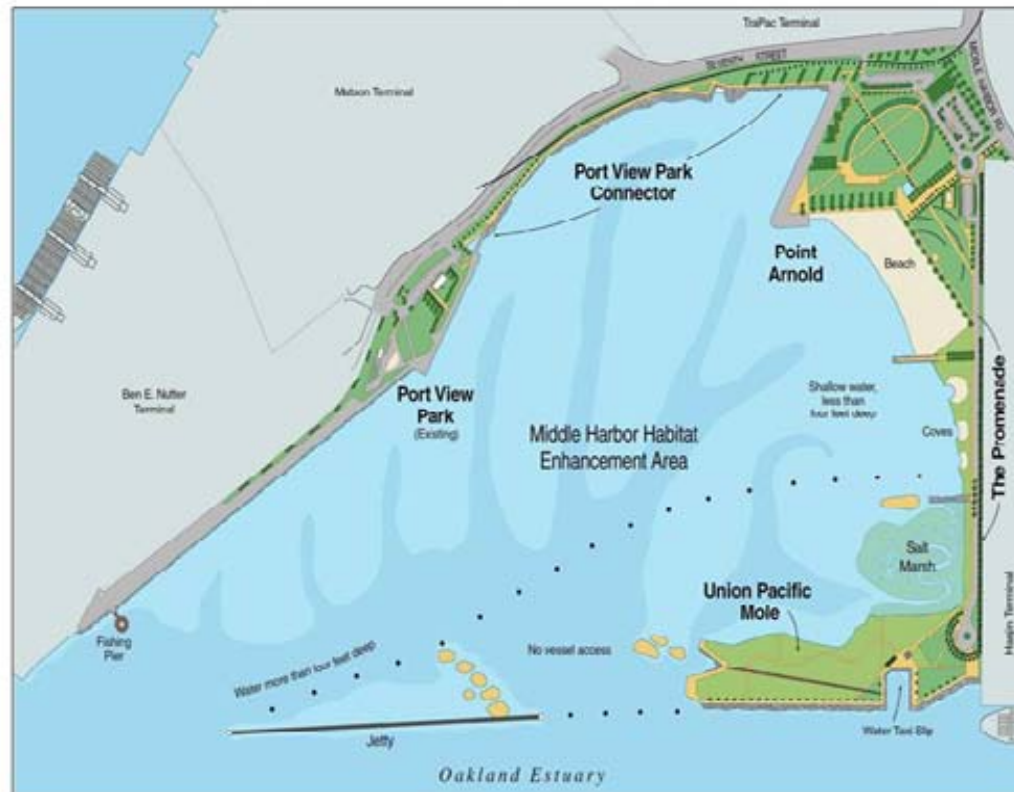 TraPac Terminal
SEVENTH STREET
MIDDLE HARBOR RD
Matson Terminal
Port View Park
Connector
Point
Arnold
Beach
Ben E. Nutter
Terminal
Port View
Park
(Existing)
Shallow water,
less than
four feet deep
Middle Harbor Habitat
Enhancement Area
Coves
The Promenade
Salt
Marsh
Union Pacific
Mole
Fishing
Pier
No vessel access
Water more than four feet deep
Hanjin Terminal
Water Taxi Slip
Jetty
Oakland Estuary